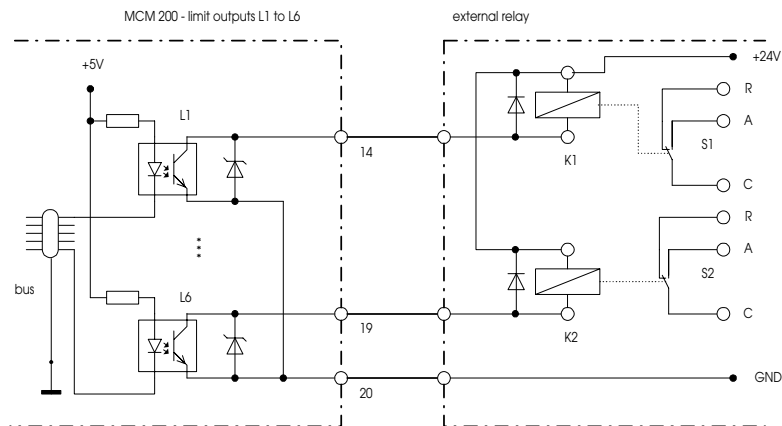 MCM 200 - limit outputs L1 to L6
external relay
+5V
+24V
L1
R
A
S1
14
K1
C
R
***
A
S2
bus
L6
C
19
K2
20
GND